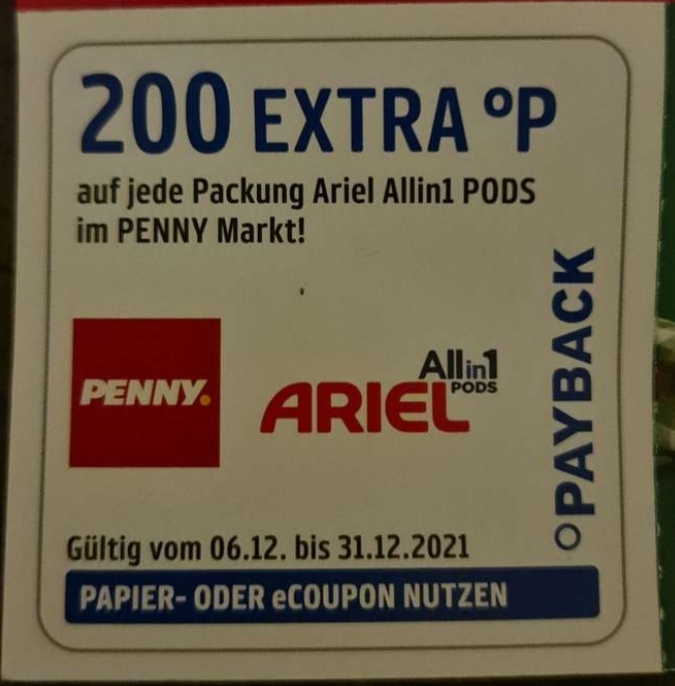 200 EXTRA °P
auf jede Packung Ariel Allin1 PODS
im PENNY Markt!
PENNY.
Allin1
PODS
ARIEL
PAYBACK
Gültig vom 06.12. bis 31.12.2021
PAPIER- ODER eCOUPON NUTZEN